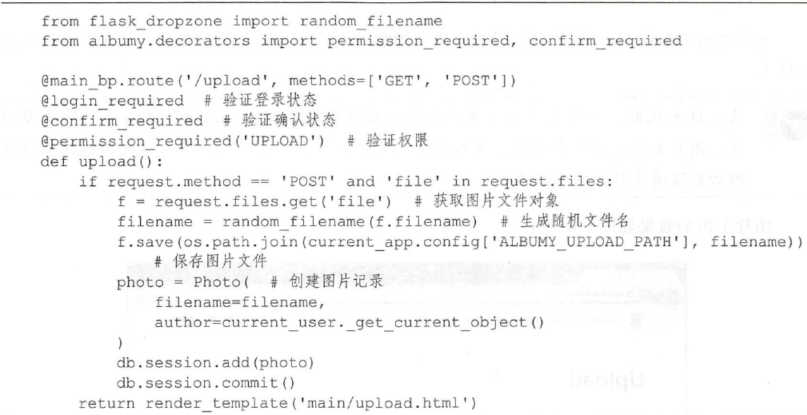 from flask_dropzone import random_filename
from albumy.decorators import permission_required, confirm_required
@main_bp.route('/upload', methods=['GET', 'POST'])
@login_required  # 验证登录状态
@confirm_required  # 验证确认状态
@permission_required('UPLOAD')  # 验证权限
def upload():
    if request.method == 'POST' and 'file' in request.files:
        f = request.files.get('file')  # 获取图片文件对象
        filename = random_filename(f.filename)  # 生成随机文件名
        f.save(os.path.join(current_app.config['ALBUMY_UPLOAD_PATH'], filename))
            # 保存图片文件
        photo = Photo(  # 创建图片记录
            filename=filename,
            author=current_user._get_current_object()
        )
        db.session.add(photo)
        db.session.commit()
    return render_template('main/upload.html')